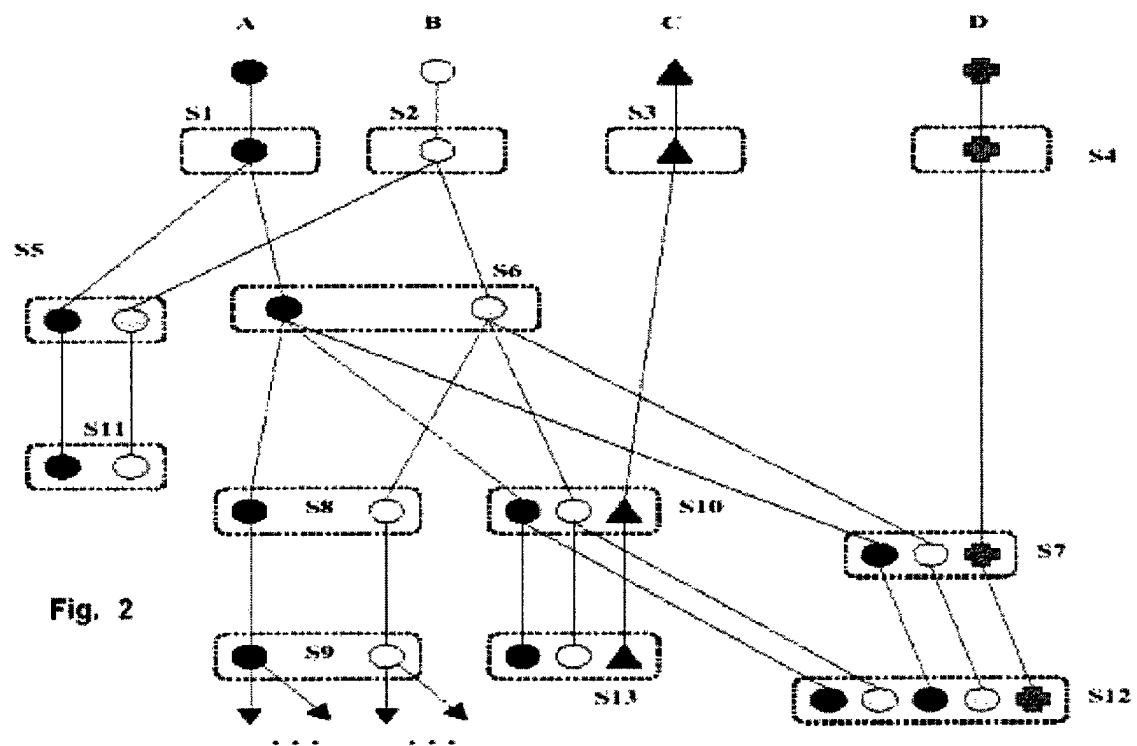 A B C D
S1 S2 S3 S4
S5 S6
S11
S8 S10
S7
Fig. 2
S9
S13 S12
. . . . . .